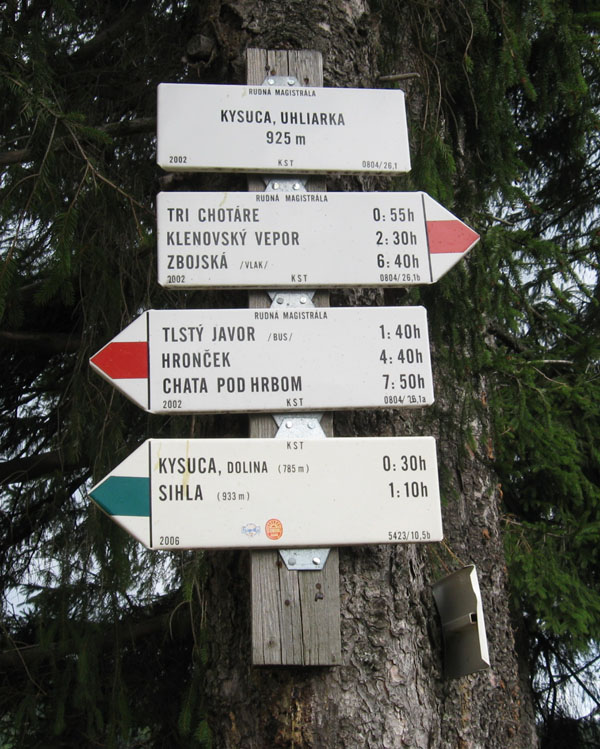 RUDNÁ MAGISTRÁLA
KYSUCA, UHLIARKA
925 m
2002 KST 0804/26,1
RUDNÁ MAGISTRÁLA
TRI CHOTÁRE 0:55h
KLENOVSKÝ VEPOR 2:30h
ZBOJSKÁ /VLAK/ 6:40h
2002 KST 0804/26,1b
RUDNÁ MAGISTRÁLA
TLSTÝ JAVOR /BUS/ 1:40h
HRONČEK 4:40h
CHATA POD HRBOM 7:50h
2002 KST 0804/26,1a
KST
KYSUCA, DOLINA (785 m) 0:30h
SIHLA (933 m) 1:10h
2006 5423/10,5b